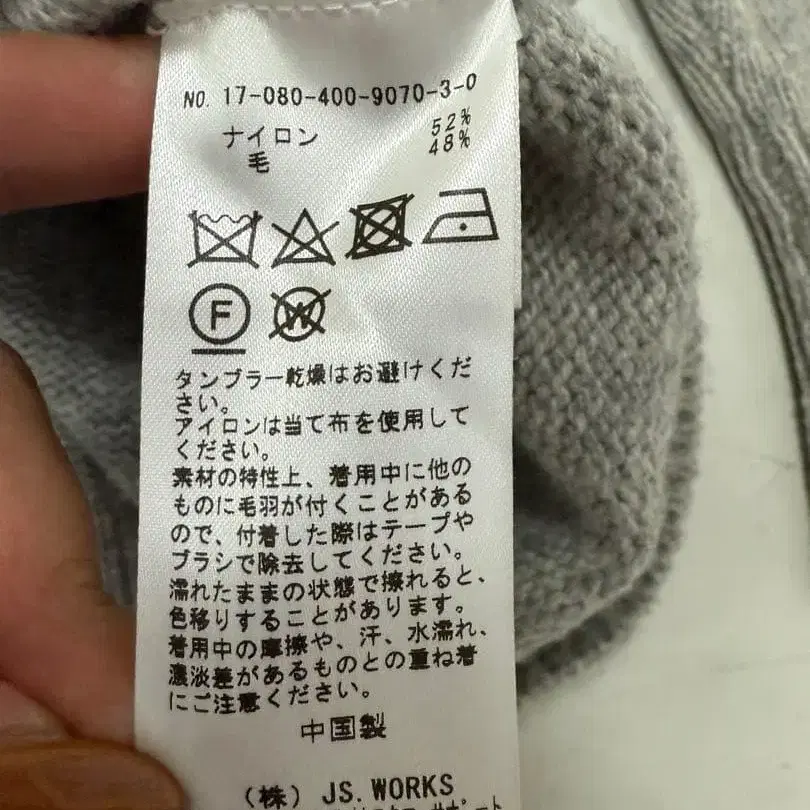 NO. 17-080-400-9070-3-0
ナイロン 52%
毛 48%
F W
タンブラー乾燥はお避けくだ
さい。
アイロンは当て布を使用して
ください。
素材の特性上、着用中に他の
ものに毛羽が付くことがある
ので、付着した際はテープや
ブラシで除去してください。
濡れたままの状態で擦れると、
色移りすることがあります。
着用中の摩擦や、汗、水濡れ、
濃淡差があるものとの重ね着
にご注意ください。
中国製
(株) JS.WORKS